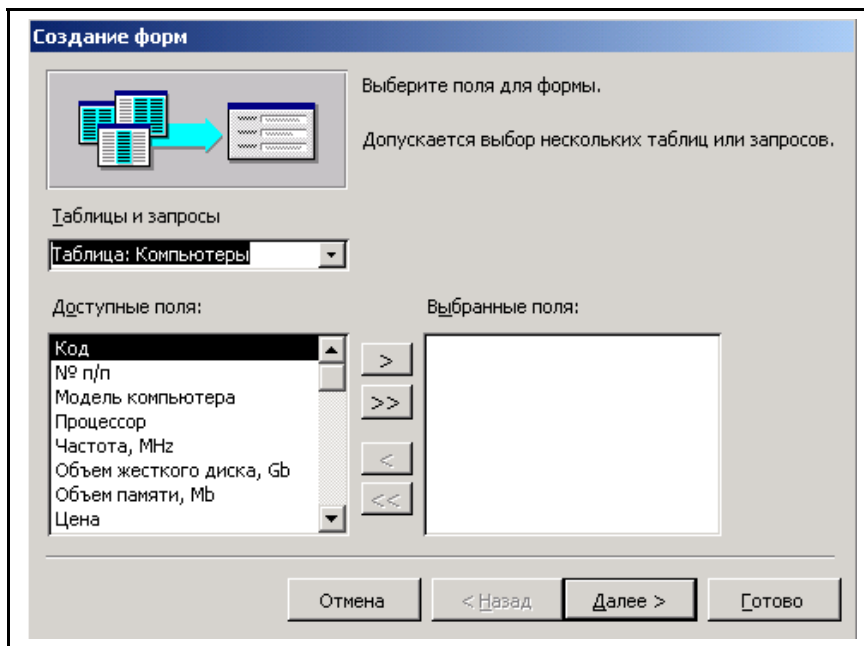 Создание форм
Выберите поля для формы.
Допускается выбор нескольких таблиц или запросов.
Таблицы и запросы
Таблица: Компьютеры
Доступные поля:
Выбранные поля:
Код
№ п/п
Модель компьютера
Процессор
Частота, MHz
Объем жесткого диска, Gb
Объем памяти, Mb
Цена
>
>>
<
<<
Отмена
< Назад
Далее >
Готово